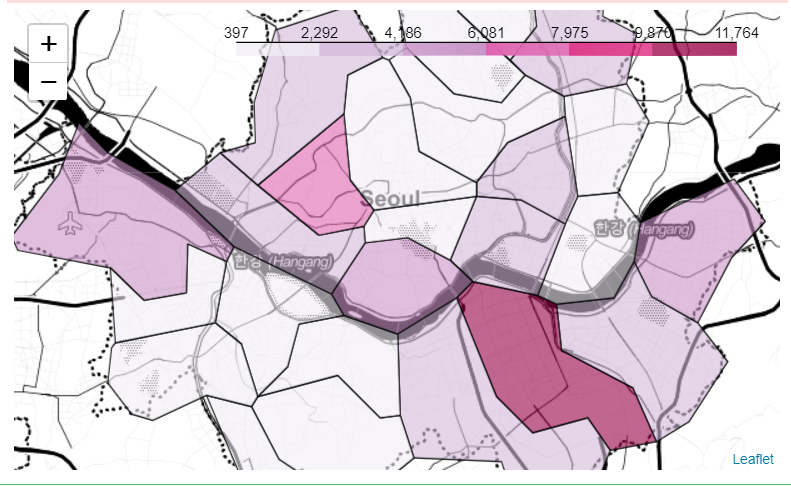 397 2,292 4,186 6,081 7,975 9,870 11,764
+
−
Seoul
한강 (Hangang)
한강 (Hangang)
Leaflet